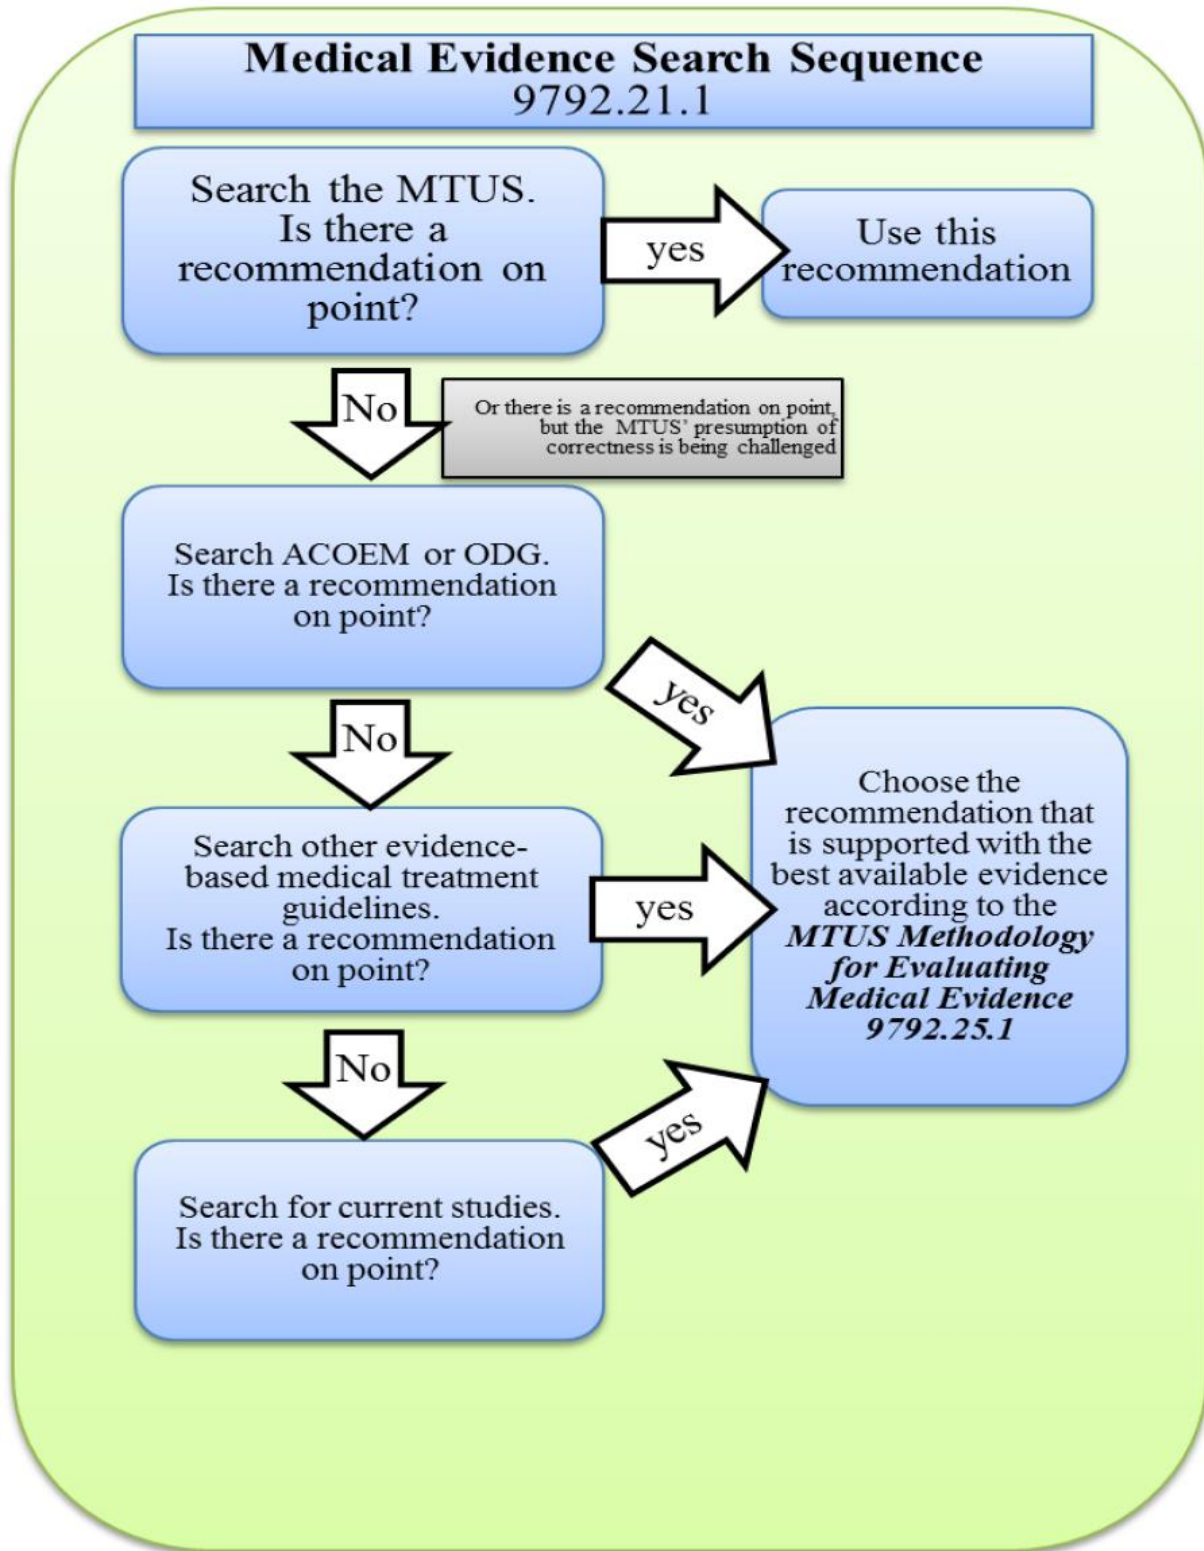 Medical Evidence Search Sequence
9792.21.1
Search the MTUS.
Is there a
recommendation on
point?
yes
Use this
recommendation
No
Or there is a recommendation on point,
but the MTUS' presumption of
correctness is being challenged
Search ACOEM or ODG.
Is there a recommendation
on point?
yes
No
Search other evidence-
based medical treatment
guidelines.
Is there a recommendation
on point?
yes
Choose the
recommendation that
is supported with the
best available evidence
according to the
MTUS Methodology
for Evaluating
Medical Evidence
9792.25.1
No
Search for current studies.
Is there a recommendation
on point?
yes